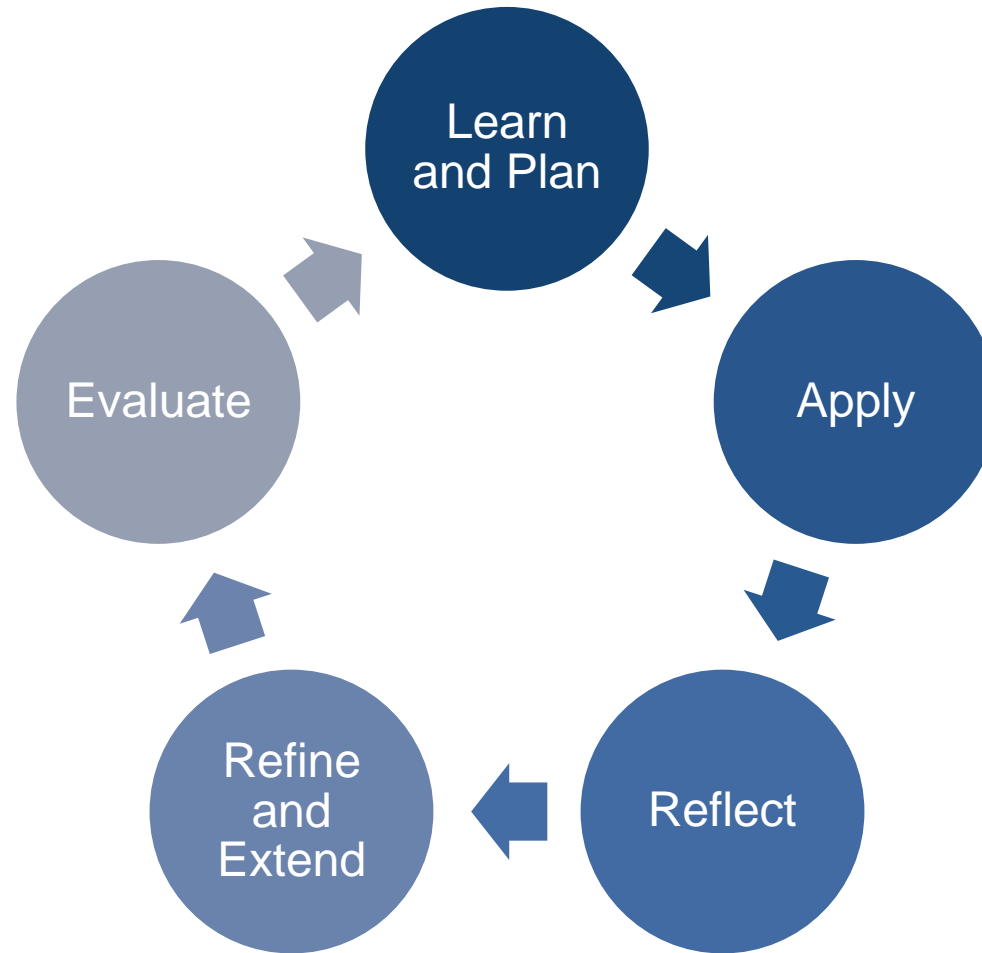 Learn
and Plan
Apply
Reflect
Refine
and
Extend
Evaluate